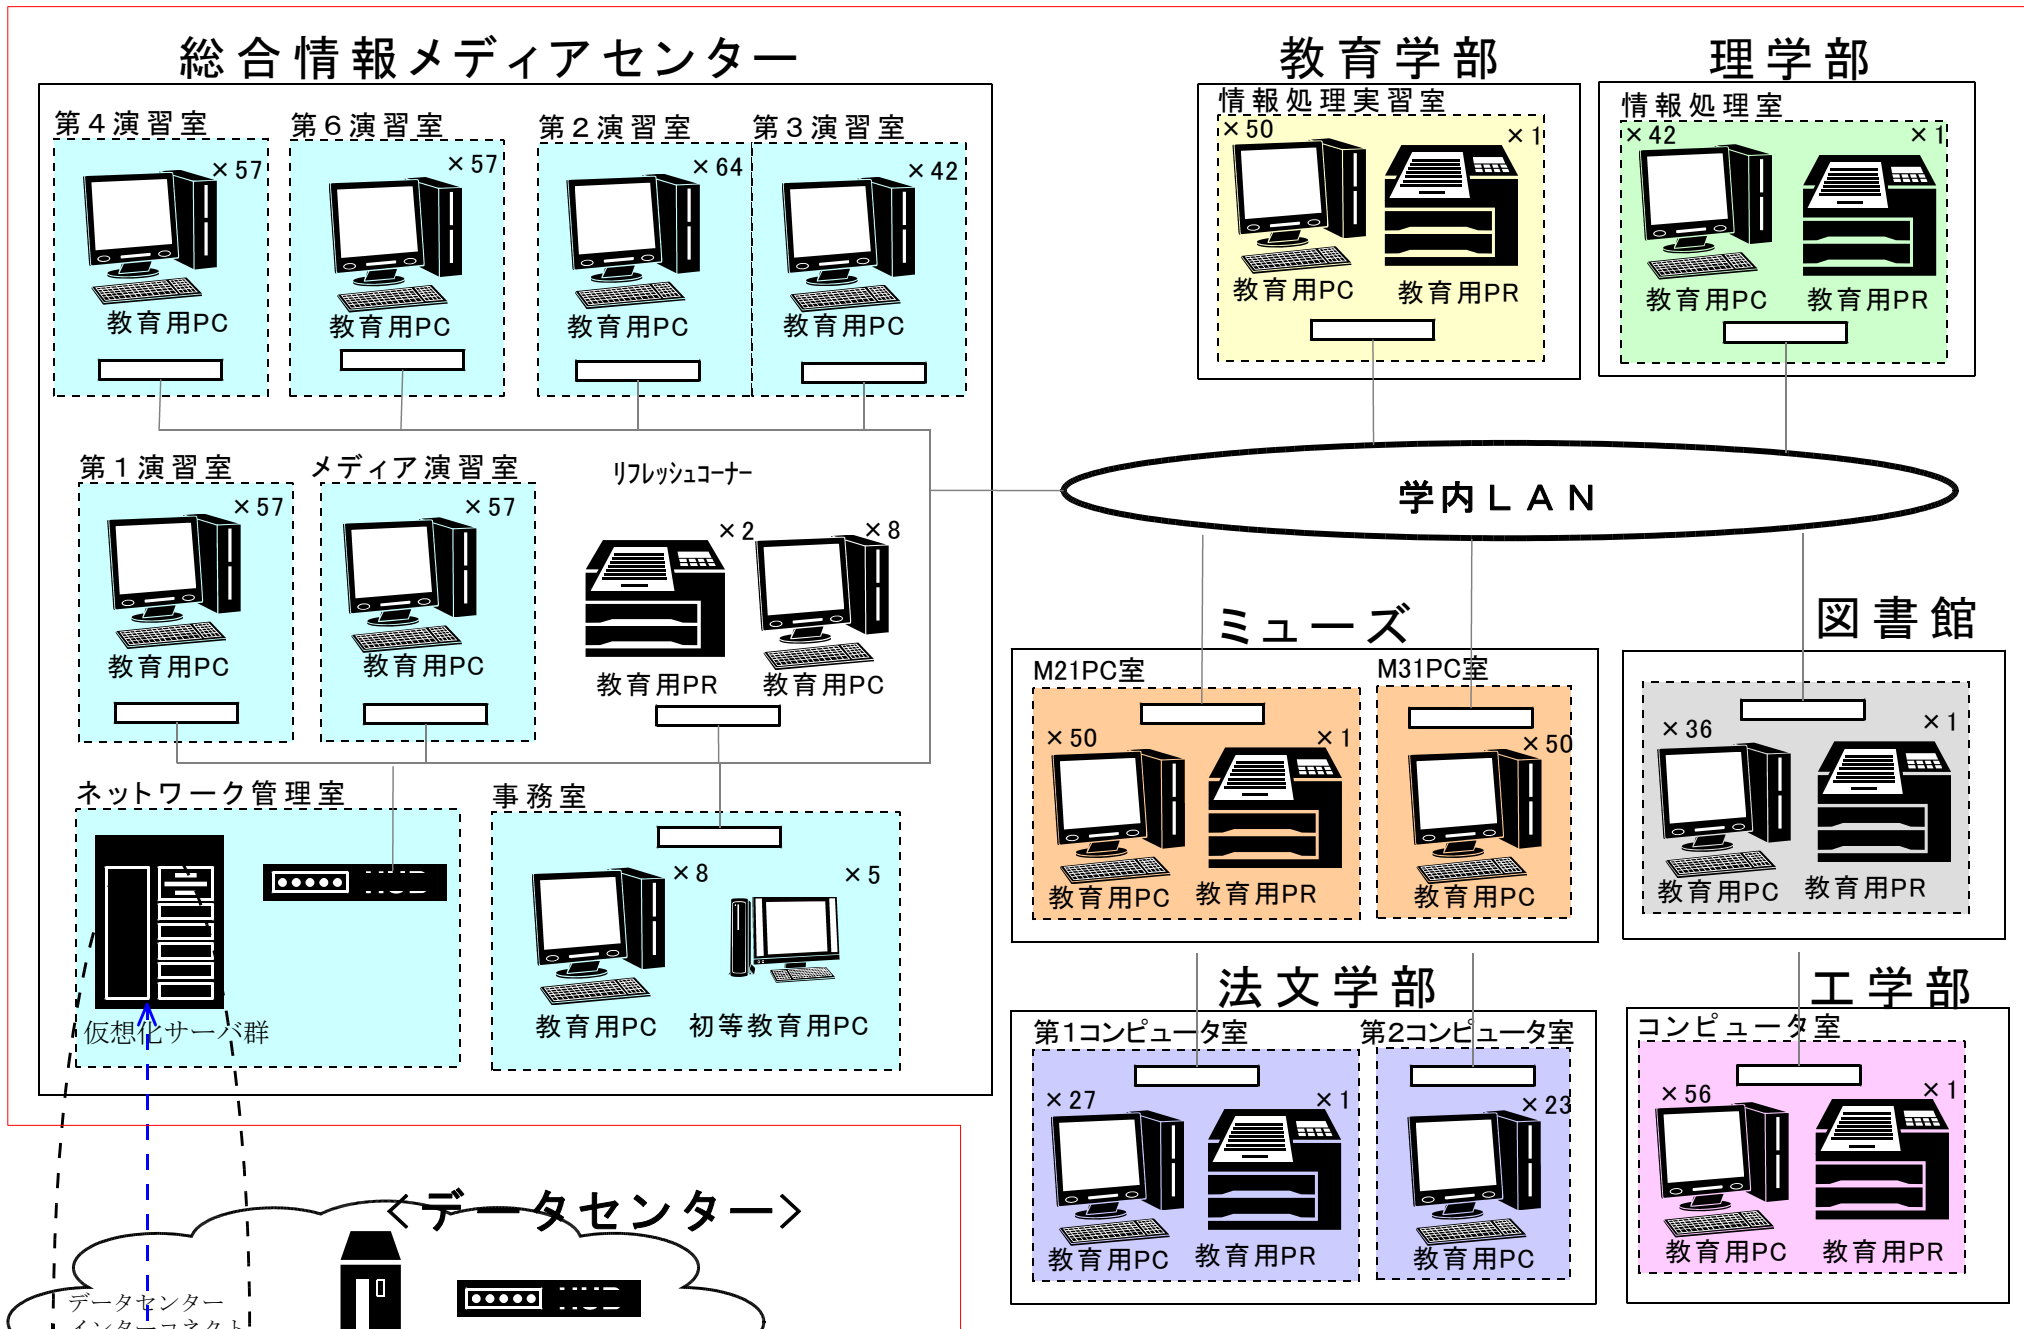 総合情報メディアセンター
第4演習室
×57
教育用PC
第6演習室
×57
教育用PC
第2演習室
×64
教育用PC
第3演習室
×42
教育用PC
第1演習室
×57
教育用PC
メディア演習室
×57
教育用PC
リフレッシュコーナー
×2
教育用PR
×8
教育用PC
ネットワーク管理室
HUB
仮想化サーバ群
事務室
×8
教育用PC
×5
初等教育用PC
教育学部
情報処理実習室
×50
×1
教育用PC
教育用PR
理学部
情報処理室
×42
×1
教育用PC
教育用PR
学内LAN
ミューズ
M21PC室
×50
×1
教育用PC
教育用PR
M31PC室
×50
教育用PC
図書館
×36
×1
教育用PC
教育用PR
法文学部
第1コンピュータ室
×27
×1
教育用PC
教育用PR
第2コンピュータ室
×23
教育用PC
工学部
コンピュータ室
×56
×1
教育用PC
教育用PR
<データセンター>
HUB
データセンター
インターコネクト